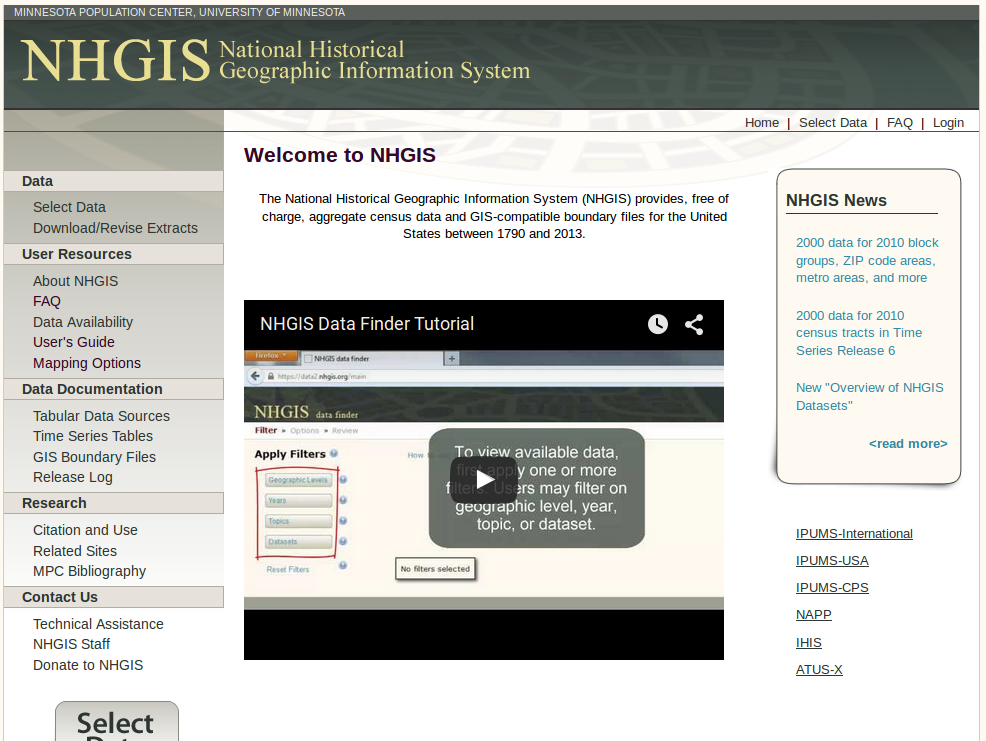 MINNESOTA POPULATION CENTER, UNIVERSITY OF MINNESOTA
NHGIS National Historical
Geographic Information System
Home | Select Data | FAQ | Login
Data
Select Data
Download/Revise Extracts
User Resources
About NHGIS
FAQ
Data Availability
User's Guide
Mapping Options
Data Documentation
Tabular Data Sources
Time Series Tables
GIS Boundary Files
Release Log
Research
Citation and Use
Related Sites
MPC Bibliography
Contact Us
Technical Assistance
NHGIS Staff
Donate to NHGIS
Select
Data
Welcome to NHGIS
The National Historical Geographic Information System (NHGIS) provides, free of
charge, aggregate census data and GIS-compatible boundary files for the United
States between 1790 and 2013.
NHGIS Data Finder Tutorial
Firefox
NHGIS data finder
https://data2.nhgis.org/main
NHGIS data finder
Filter » Options » Review
Apply Filters
How
Geographic Levels
Years
Topics
Datasets
Reset Filters
To view available data,
first apply one or more
filters. Users may filter on
geographic level, year,
topic, or dataset.
No filters selected
NHGIS News
2000 data for 2010 block
groups, ZIP code areas,
metro areas, and more
2000 data for 2010
census tracts in Time
Series Release 6
New "Overview of NHGIS
Datasets"
<read more>
IPUMS-International
IPUMS-USA
IPUMS-CPS
NAPP
IHIS
ATUS-X